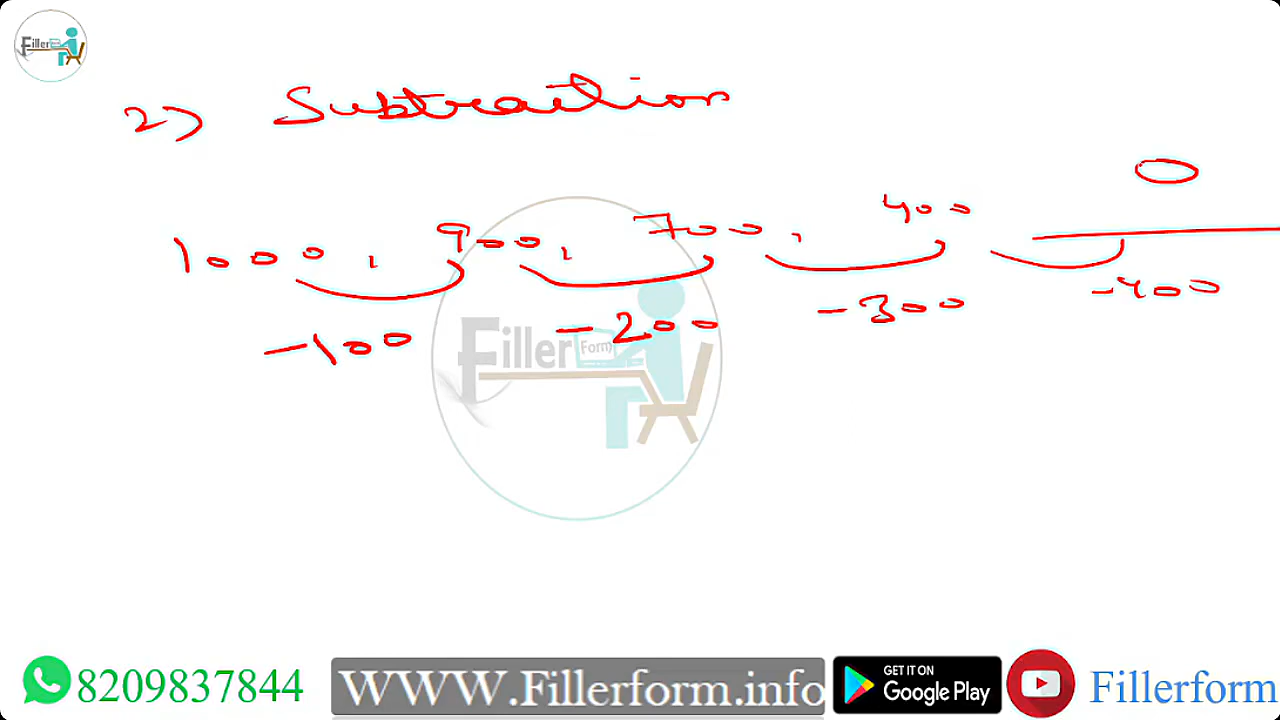 Filler
2) Subtraction
0
1000, 900, 700, 400
-100 -200 -300 -400
Filler Form
8209837844 WWW.Fillerform.info GET IT ON Google Play Fillerform